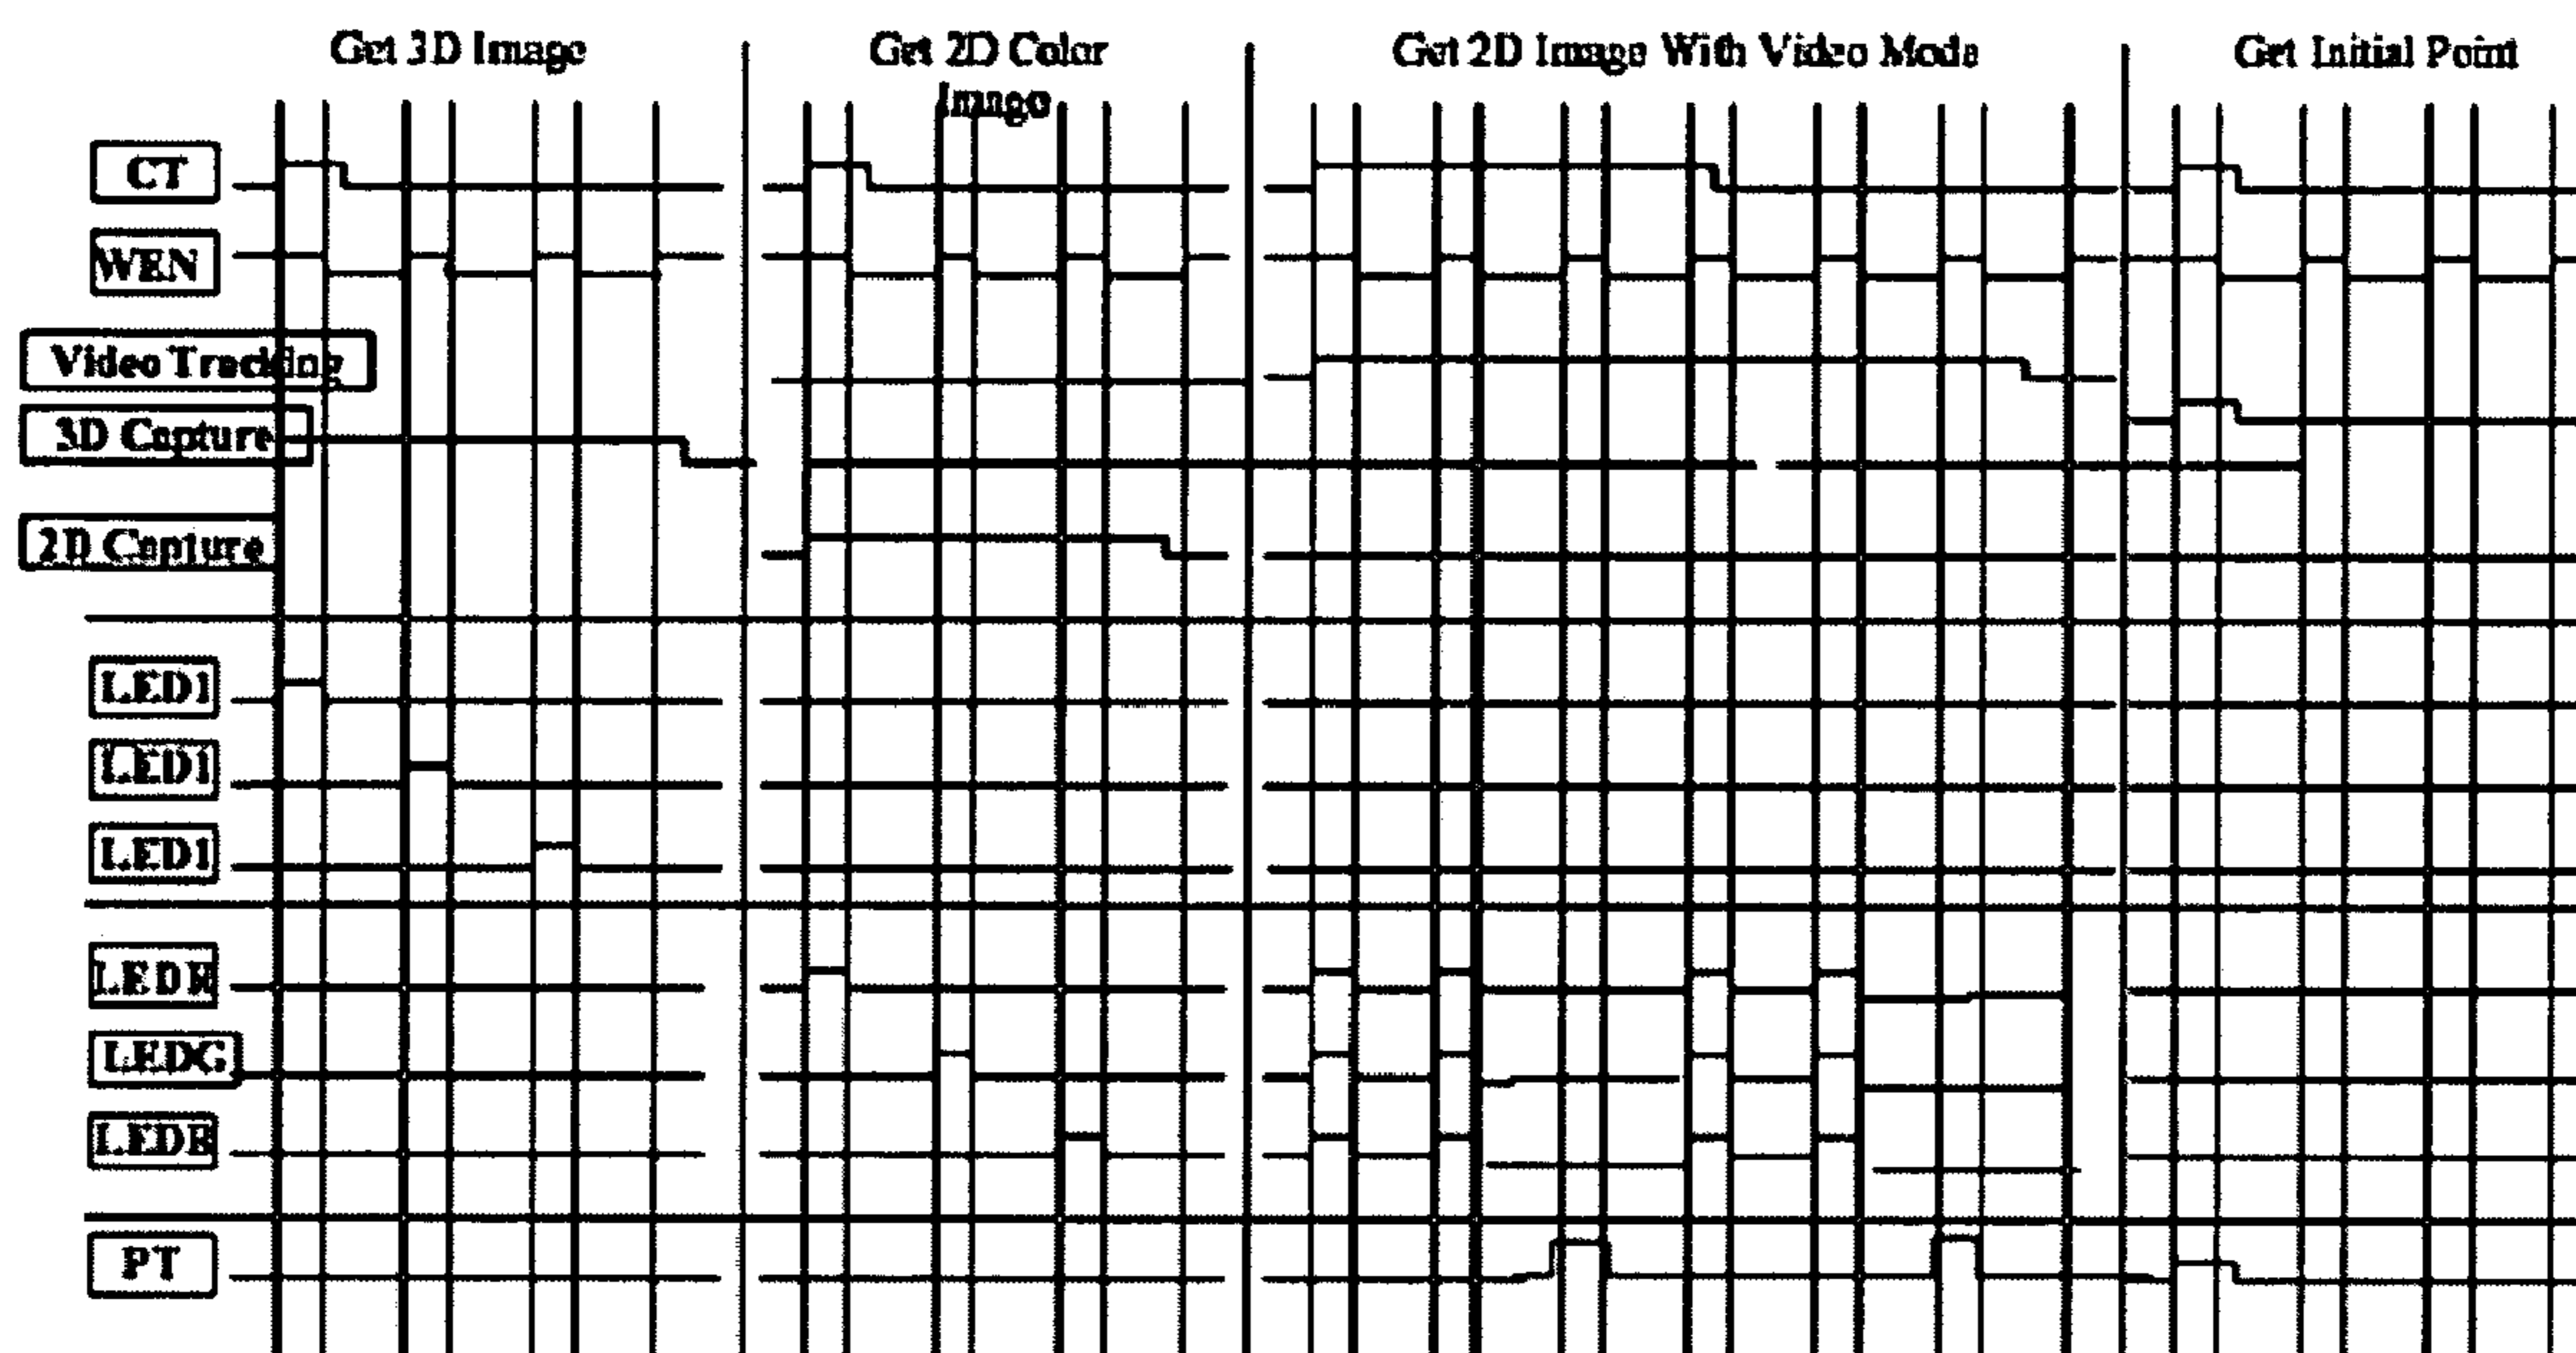 Get 3D Image
Get 2D Color
Image
Get 2D Image With Video Mode
Get Initial Point
CT
WEN
Video Tracking
3D Capture
2D Capture
LED1
LED1
LED1
LEDR
LEDG
PT